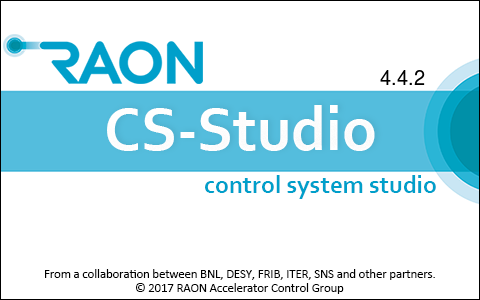 RAON
4.4.2
CS-Studio
control system studio
From a collaboration between BNL, DESY, FRIB, ITER, SNS and other partners.
© 2017 RAON Accelerator Control Group